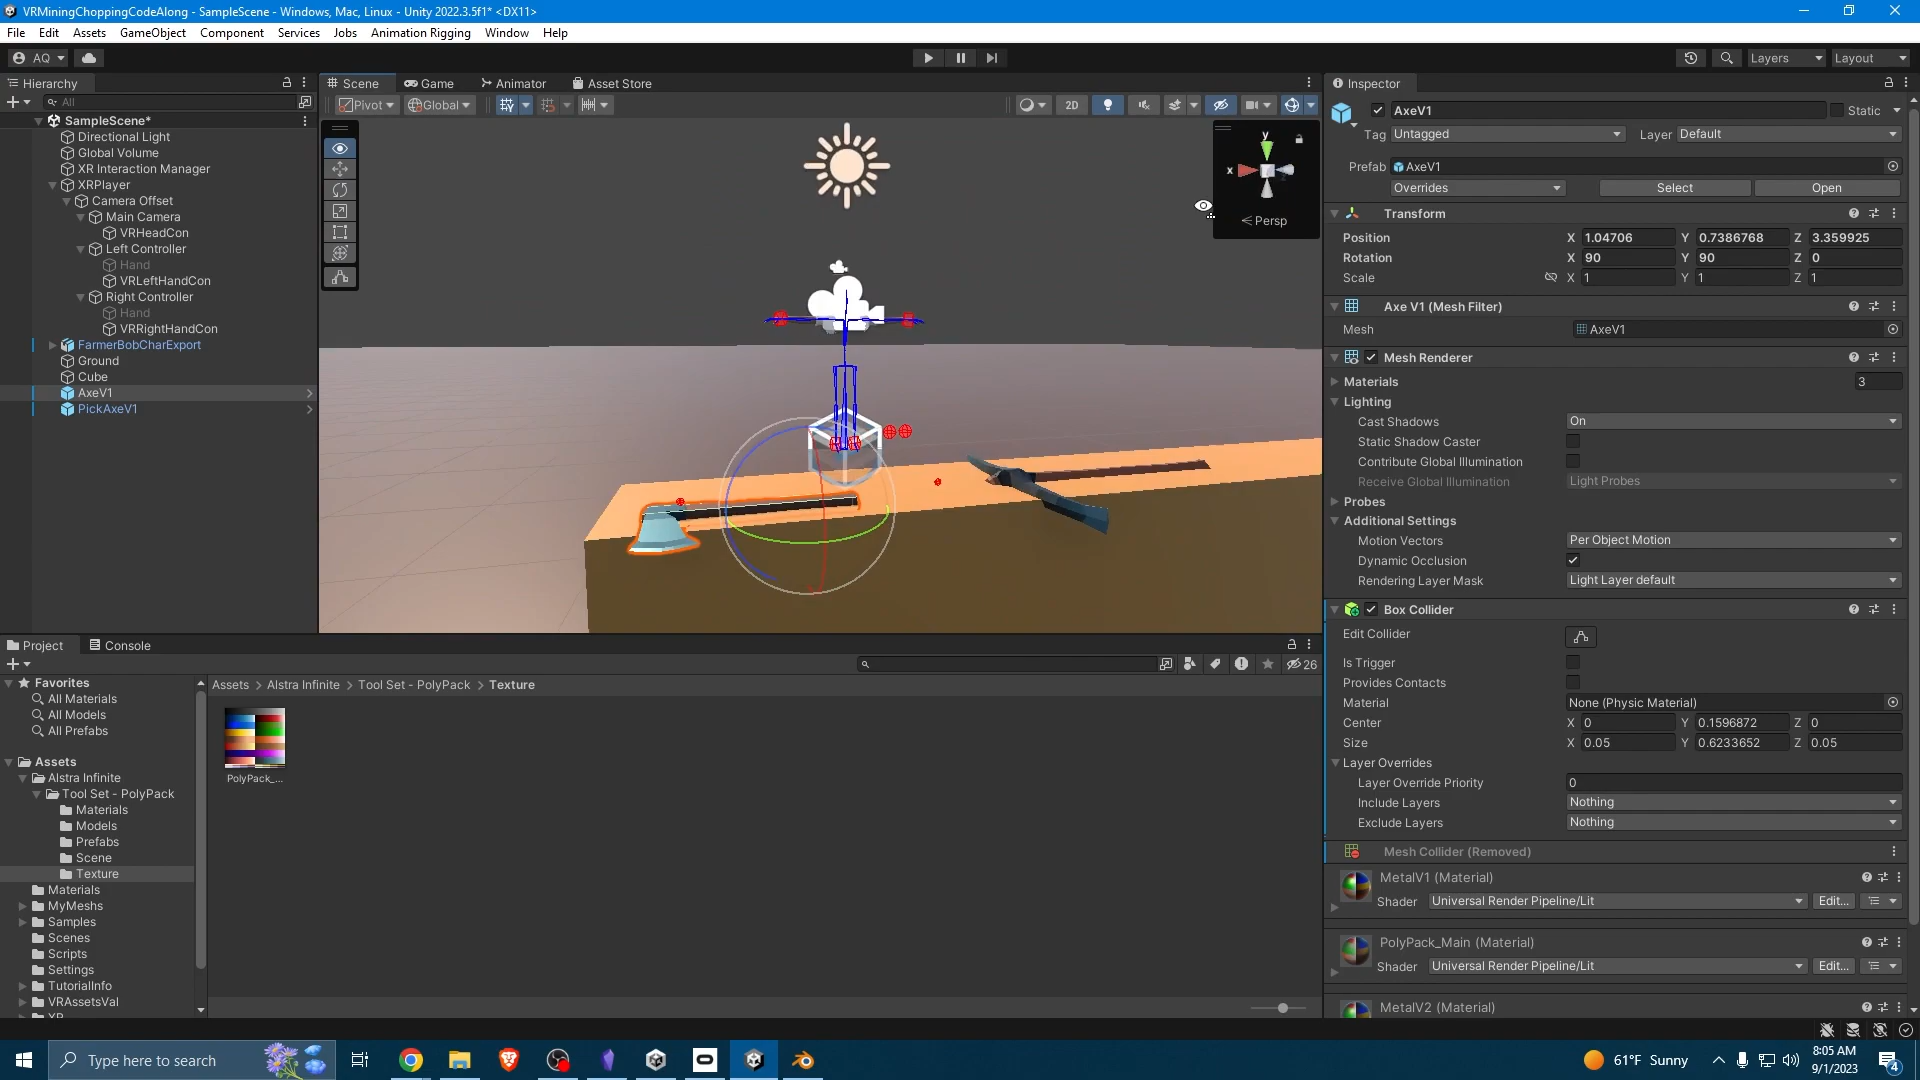 VRMiningChoppingCodeAlong - SampleScene - Windows, Mac, Linux - Unity 2022.3.5f1* <DX11>
File Edit Assets GameObject Component Services Jobs Animation Rigging Window Help
AQ Layers Layout
Hierarchy
All
SampleScene*
Directional Light
Global Volume
XR Interaction Manager
XRPlayer
Camera Offset
Main Camera
VRHeadCon
Left Controller
Hand
VRLeftHandCon
Right Controller
Hand
VRRightHandCon
FarmerBobCharExport
Ground
Cube
AxeV1
PickAxeV1
Scene Game Animator Asset Store
Pivot Global 2D
y
x
Persp
Inspector
AxeV1 Static
Tag Untagged Layer Default
Prefab AxeV1
Overrides Select Open
Transform
Position X 1.04706 Y 0.7386768 Z 3.359925
Rotation X 90 Y 90 Z 0
Scale X 1 Y 1 Z 1
Axe V1 (Mesh Filter)
Mesh AxeV1
Mesh Renderer
Materials 3
Lighting
Cast Shadows On
Static Shadow Caster
Contribute Global Illumination
Receive Global Illumination Light Probes
Probes
Additional Settings
Motion Vectors Per Object Motion
Dynamic Occlusion
Rendering Layer Mask Light Layer default
Box Collider
Edit Collider
Is Trigger
Provides Contacts
Material None (Physic Material)
Center X 0 Y 0.1596872 Z 0
Size X 0.05 Y 0.6233652 Z 0.05
Layer Overrides
Layer Override Priority 0
Include Layers Nothing
Exclude Layers Nothing
Mesh Collider (Removed)
MetalV1 (Material)
Shader Universal Render Pipeline/Lit Edit...
PolyPack_Main (Material)
Shader Universal Render Pipeline/Lit Edit...
MetalV2 (Material)
Project Console
26
Favorites
All Materials
All Models
All Prefabs
Assets
Alstra Infinite
Tool Set - PolyPack
Materials
Models
Prefabs
Scene
Texture
Materials
MyMeshs
Samples
Scenes
Scripts
Settings
TutorialInfo
VRAssetsVal
XR
Assets > Alstra Infinite > Tool Set - PolyPack > Texture
PolyPack_...
Type here to search
61°F Sunny
8:05 AM
9/1/2023
4